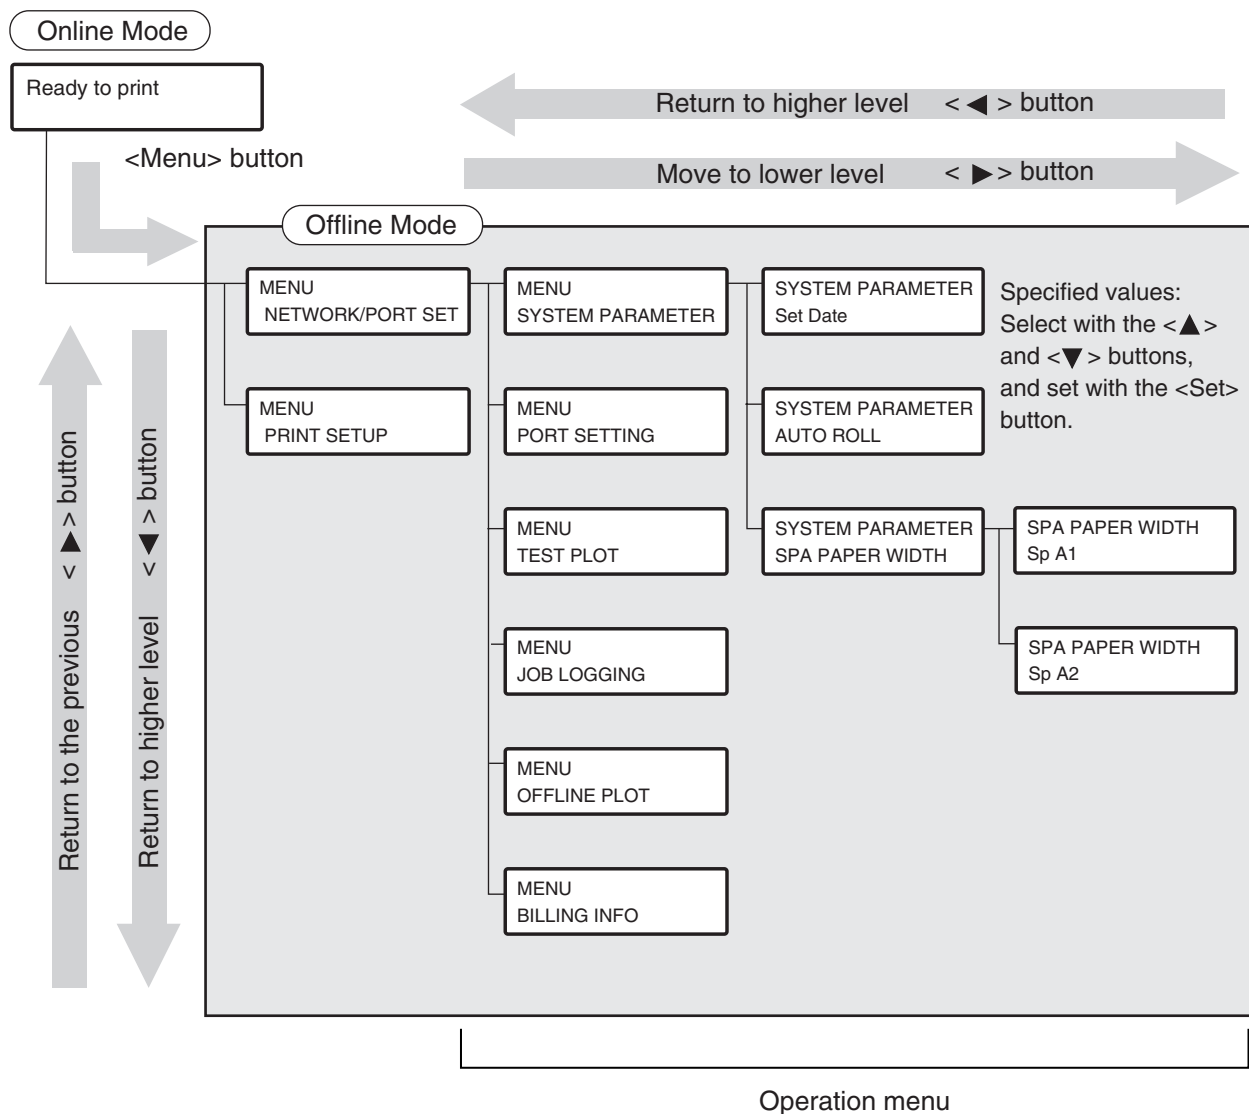 Online Mode
Ready to print
<Menu> button
Return to higher level < ◀ > button
Move to lower level < ▶ > button
Offline Mode
MENU
NETWORK/PORT SET
MENU
PRINT SETUP
MENU
SYSTEM PARAMETER
MENU
PORT SETTING
MENU
TEST PLOT
MENU
JOB LOGGING
MENU
OFFLINE PLOT
MENU
BILLING INFO
SYSTEM PARAMETER
Set Date
SYSTEM PARAMETER
AUTO ROLL
SYSTEM PARAMETER
SPA PAPER WIDTH
SPA PAPER WIDTH
Sp A1
SPA PAPER WIDTH
Sp A2
Specified values:
Select with the <▲>
and <▼> buttons,
and set with the <Set>
button.
Return to the previous < ▲ > button
Return to higher level < ▼ > button
Operation menu